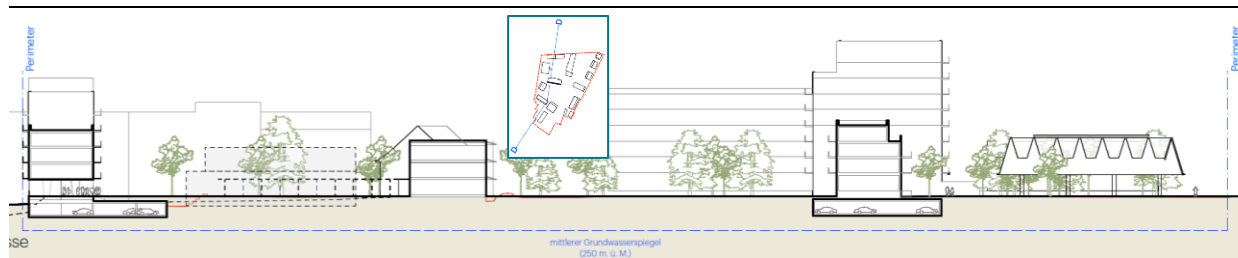 Perimeter
D
D
Perimeter
sse
mittlerer Grundwasserspiegel
(250 m. ü. M.)